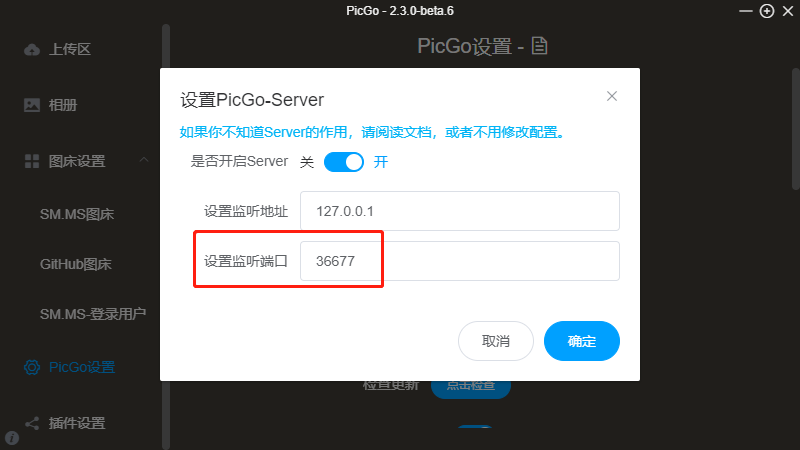 PicGo - 2.3.0-beta.6
上传区
相册
图床设置
SM.MS图床
GitHub图床
SM.MS-登录用户
PicGo设置
插件设置
PicGo设置 -
设置PicGo-Server
如果你不知道Server的作用，请阅读文档，或者不用修改配置。
是否开启Server 关 开
设置监听地址 127.0.0.1
设置监听端口 36677
取消 确定
检查更新 点击检查